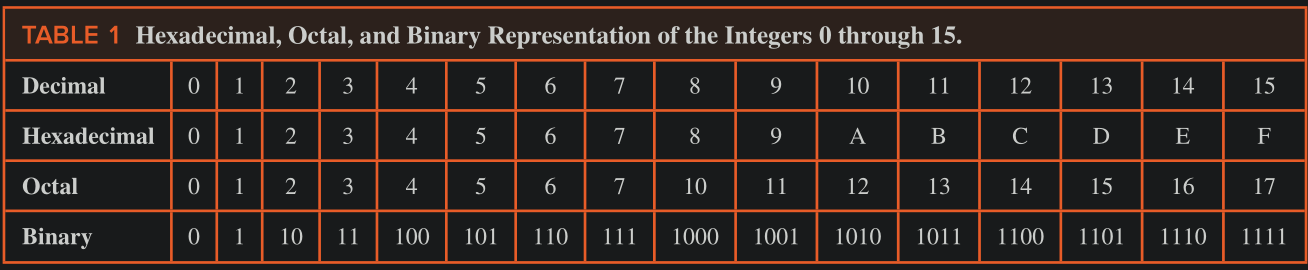 TABLE 1 Hexadecimal, Octal, and Binary Representation of the Integers 0 through 15.
Decimal 0 1 2 3 4 5 6 7 8 9 10 11 12 13 14 15
Hexadecimal 0 1 2 3 4 5 6 7 8 9 A B C D E F
Octal 0 1 2 3 4 5 6 7 10 11 12 13 14 15 16 17
Binary 0 1 10 11 100 101 110 111 1000 1001 1010 1011 1100 1101 1110 1111